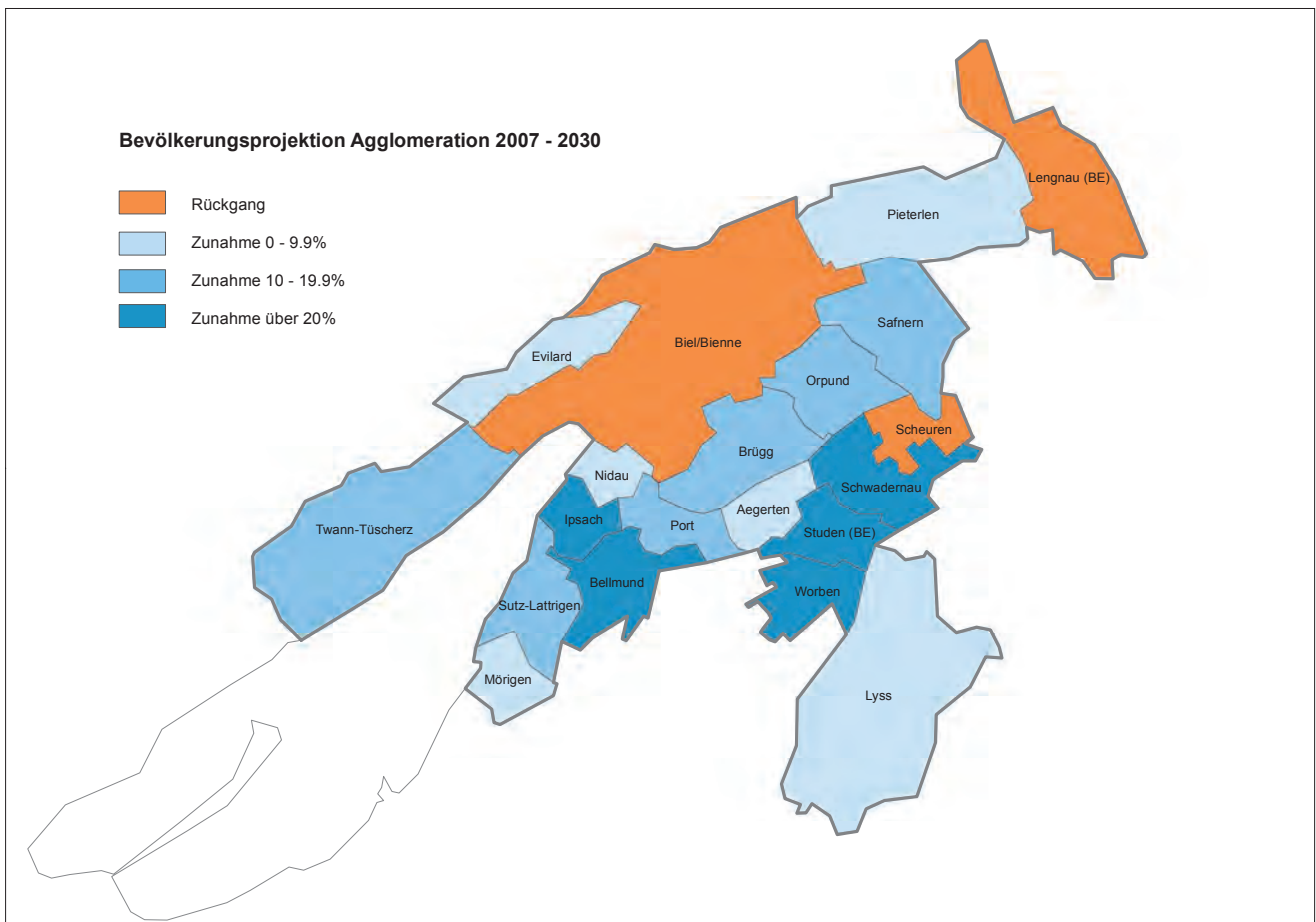 Bevölkerungsprojektion Agglomeration 2007 - 2030
Rückgang
Zunahme 0 - 9.9%
Zunahme 10 - 19.9%
Zunahme über 20%
Lengnau (BE)
Pieterlen
Safnern
Biel/Bienne
Evilard
Orpund
Scheuren
Brügg
Nidau
Schwadernau
Aegerten
Ipsach
Port
Twann-Tüscherz
Studen (BE)
Bellmund
Worben
Sutz-Lattrigen
Mörigen
Lyss